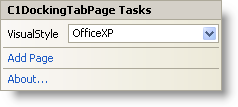 C1DockingTabPage Tasks
VisualStyle OfficeXP
Add Page
About...